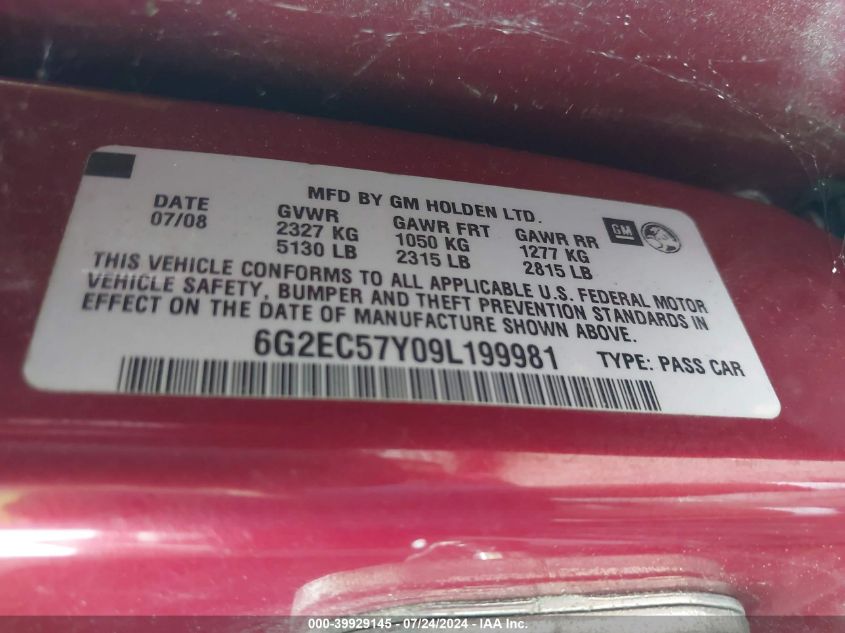 MFD BY GM HOLDEN LTD.
DATE GVWR GAWR FRT GAWR RR GM
07/08 2327 KG 1050 KG 1277 KG
5130 LB 2315 LB 2815 LB
THIS VEHICLE CONFORMS TO ALL APPLICABLE U.S. FEDERAL MOTOR
VEHICLE SAFETY, BUMPER AND THEFT PREVENTION STANDARDS IN
EFFECT ON THE DATE OF MANUFACTURE SHOWN ABOVE.
6G2EC57Y09L199981 TYPE: PASS CAR
000-39929145 - 07/24/2024 - IAA Inc.